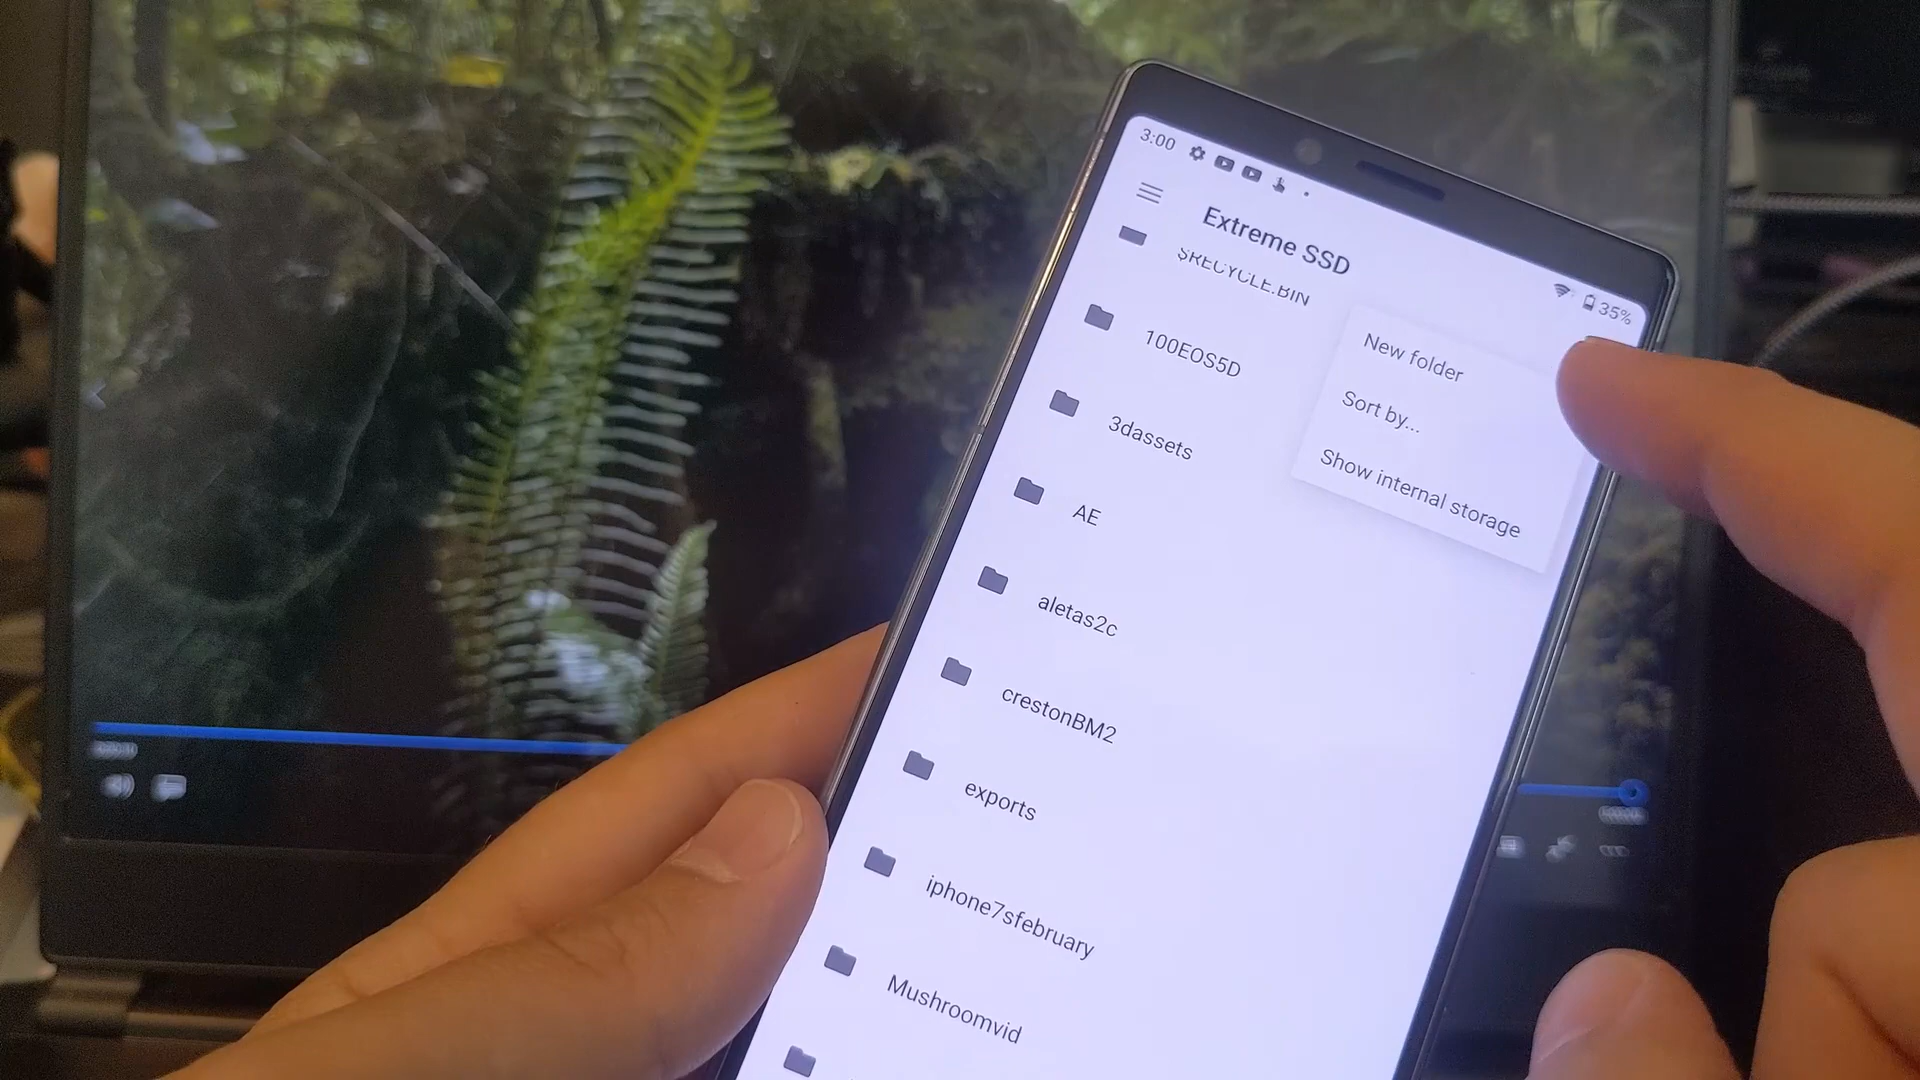 3:00
35%
Extreme SSD
$RECYCLE.BIN
New folder
100EOS5D
Sort by...
3dassets
Show internal storage
AE
aletas2c
crestonBM2
exports
iphone7sfebruary
Mushroomvid